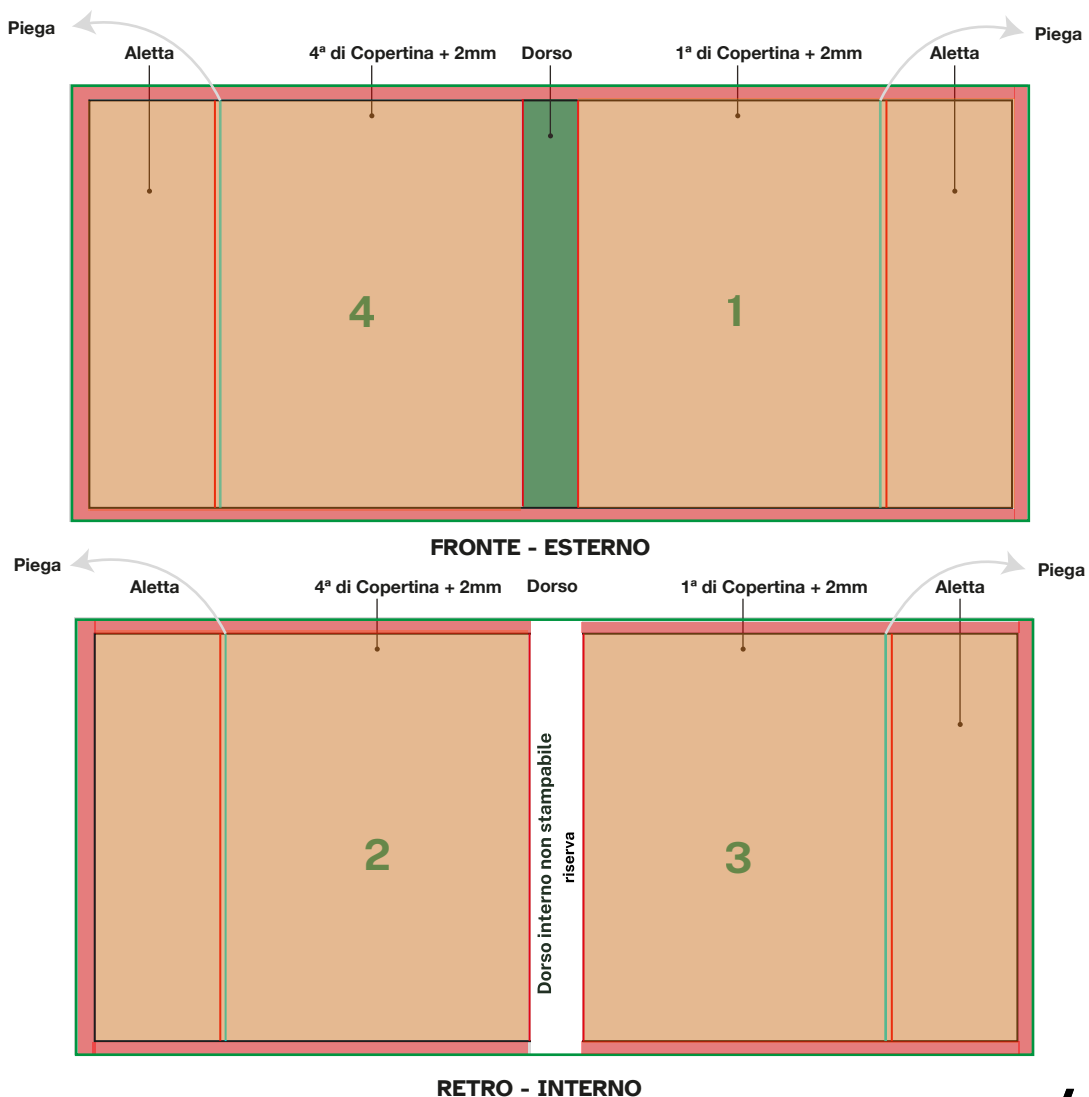 Piega
Piega
Aletta
4ª di Copertina + 2mm
Dorso
1ª di Copertina + 2mm
Aletta
4
1
FRONTE - ESTERNO
Piega
Piega
Aletta
4ª di Copertina + 2mm
Dorso
1ª di Copertina + 2mm
Aletta
2
Dorso interno non stampabile
riserva
3
RETRO - INTERNO